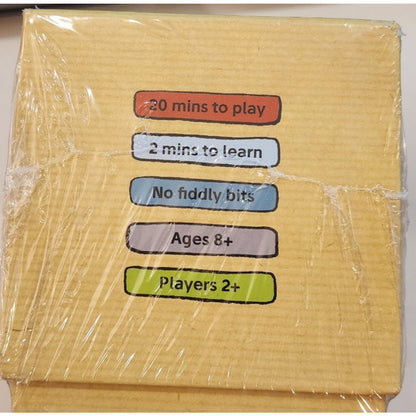 20 mins to play
2 mins to learn
No fiddly bits
Ages 8+
Players 2+